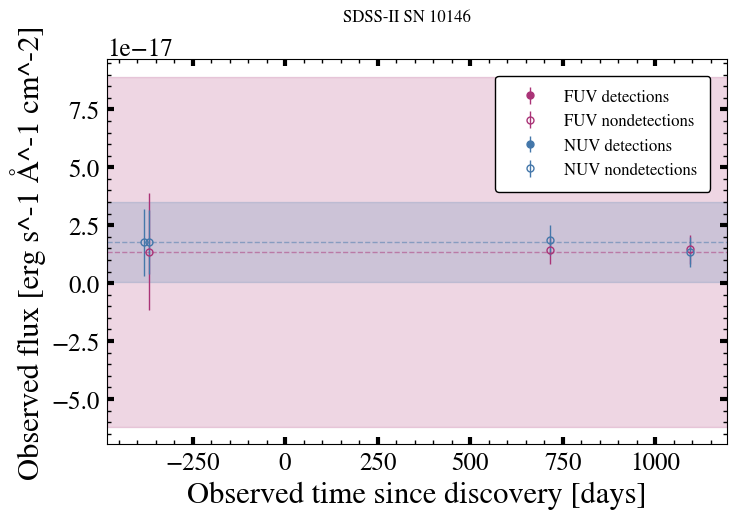 SDSS-II SN 10146
1e−17
FUV detections
FUV nondetections
NUV detections
NUV nondetections
7.5
5.0
2.5
0.0
−2.5
−5.0
Observed flux [erg s^-1 Å^-1 cm^-2]
−250 0 250 500 750 1000
Observed time since discovery [days]